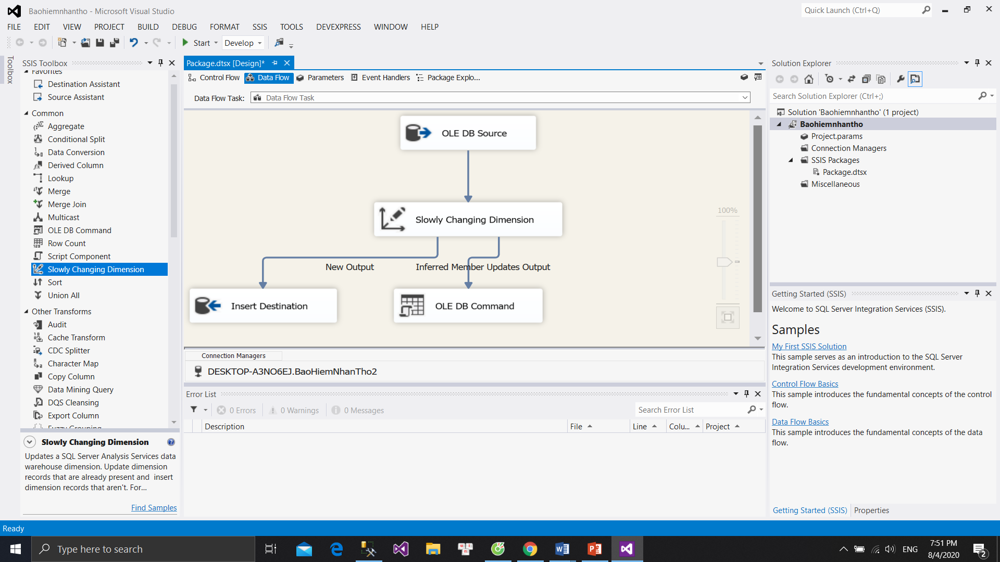 Baohiemnhantho - Microsoft Visual Studio
Quick Launch (Ctrl+Q)
FILE EDIT VIEW PROJECT BUILD DEBUG FORMAT SSIS TOOLS DEVEXPRESS WINDOW HELP
Start Develop
Toolbox
SSIS Toolbox
Favorites
Destination Assistant
Source Assistant
Common
Aggregate
Conditional Split
Data Conversion
Derived Column
Lookup
Merge
Merge Join
Multicast
OLE DB Command
Row Count
Script Component
Slowly Changing Dimension
Sort
Union All
Other Transforms
Audit
Cache Transform
CDC Splitter
Character Map
Copy Column
Data Mining Query
DQS Cleansing
Export Column
Fuzzy Grouping
Slowly Changing Dimension
Updates a SQL Server Analysis Services data
warehouse dimension. Update dimension
records that are already present and insert
dimension records that aren't. For...
Find Samples
Package.dtsx [Design]*
Control Flow Data Flow Parameters Event Handlers Package Explo...
Data Flow Task: Data Flow Task
OLE DB Source
Slowly Changing Dimension
New Output
Inferred Member Updates Output
Insert Destination
OLE DB Command
100%
Connection Managers
DESKTOP-A3NO6EJ.BaoHiemNhanTho2
Error List
0 Errors 0 Warnings 0 Messages
Search Error List
Description File Line Colu... Project
Solution Explorer
Search Solution Explorer (Ctrl+;)
Solution 'Baohiemnhantho' (1 project)
Baohiemnhantho
Project.params
Connection Managers
SSIS Packages
Package.dtsx
Miscellaneous
Getting Started (SSIS)
Welcome to SQL Server Integration Services (SSIS).
Samples
My First SSIS Solution
This sample serves as an introduction to the SQL Server
Integration Services development environment.
Control Flow Basics
This sample introduces the fundamental concepts of the control
flow.
Data Flow Basics
This sample introduces the fundamental concepts of the data
flow.
Getting Started (SSIS) Properties
Ready
Type here to search
ENG
7:51 PM
8/4/2020
2